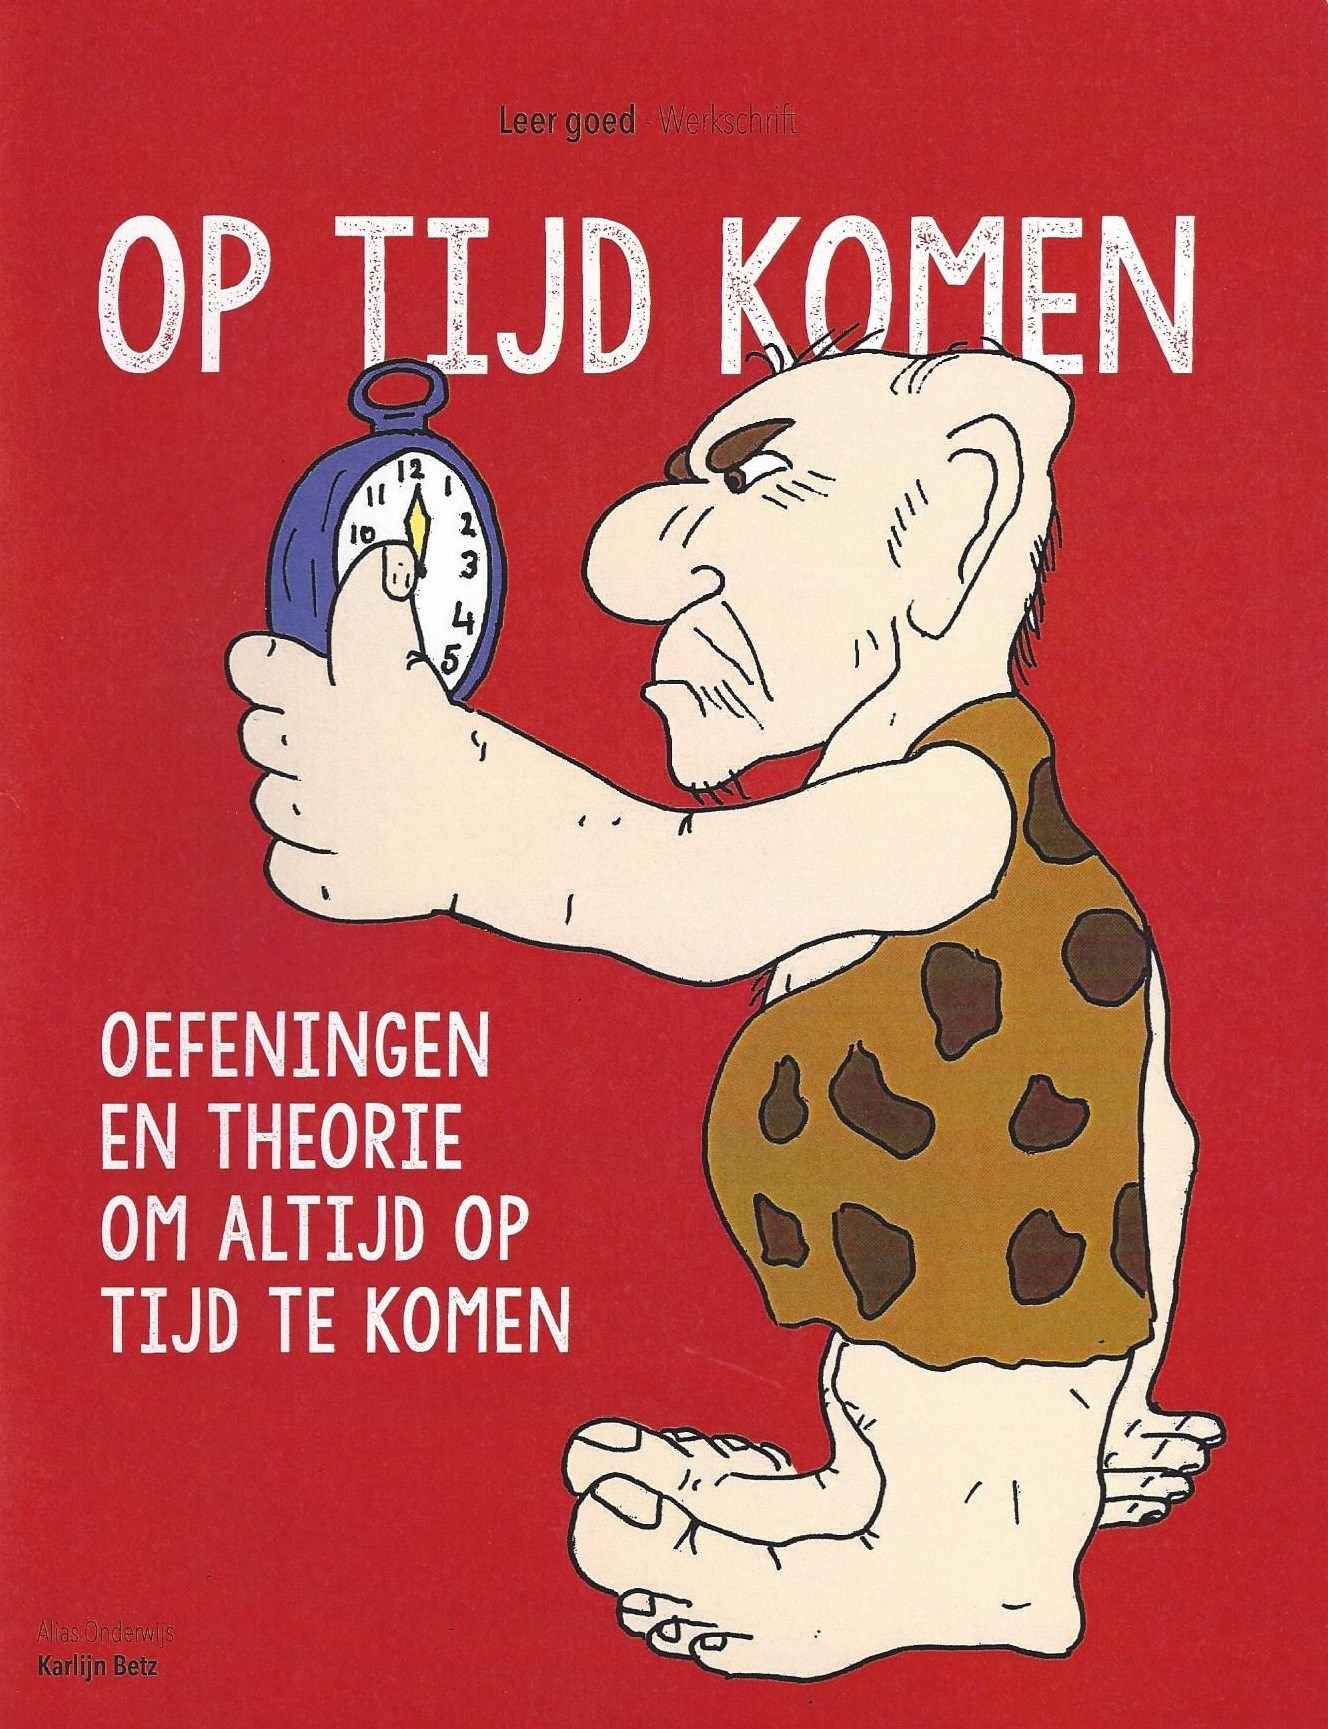 Leer goed - Werkschrift
OP TIJD KOMEN
12
11
1
10
2
3
4
5
OEFENINGEN
EN THEORIE
OM ALTIJD OP
TIJD TE KOMEN
Alias Onderwijs
Karlijn Betz